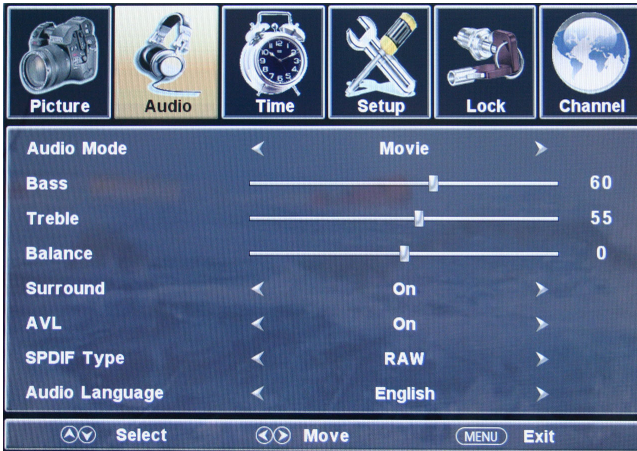 Picture Audio Time Setup Lock Channel
Audio Mode Movie
Bass 60
Treble 55
Balance 0
Surround On
AVL On
SPDIF Type RAW
Audio Language English
Select Move MENU Exit